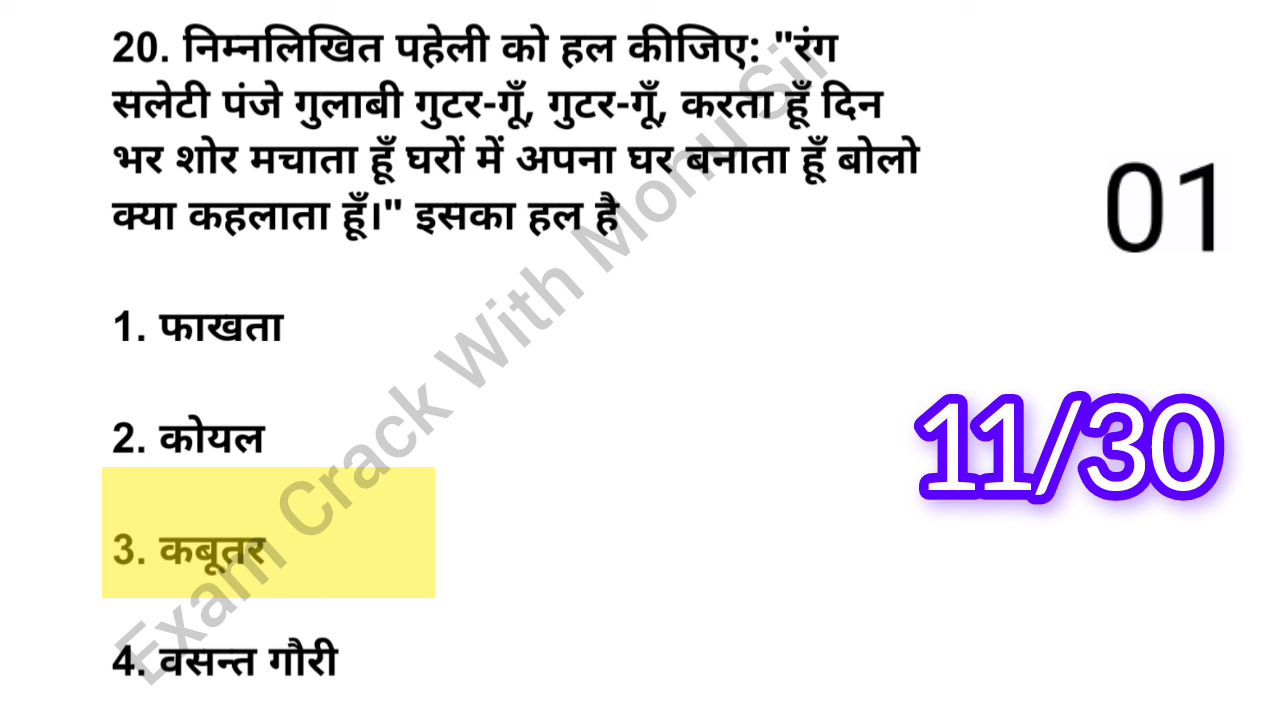 20. निम्नलिखित पहेली को हल कीजिए: "रंग
सलेटी पंजे गुलाबी गुटर-गूँ, गुटर-गूँ, करता हूँ दिन
भर शोर मचाता हूँ घरों में अपना घर बनाता हूँ बोलो
क्या कहलाता हूँ।" इसका हल है
01
1. फाखता
11/30
2. कोयल
3. कबूतर
4. वसन्त गौरी
Exam Crack With Monu Sir